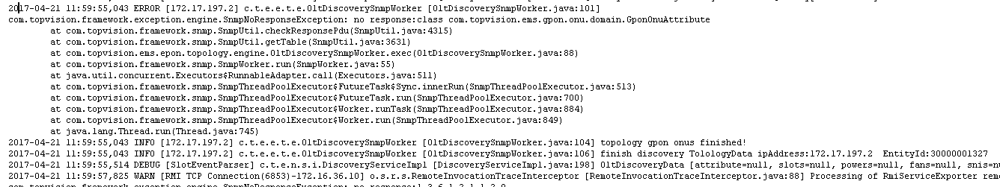 2017-04-21 11:59:55,043 ERROR [172.17.197.2] c.t.e.e.t.e.OltDiscoverySnmpWorker [OltDiscoverySnmpWorker.java:101]
com.topvision.framework.exception.engine.SnmpNoResponseException: no response:class com.topvision.ems.gpon.onu.domain.GponOnuAttribute
at com.topvision.framework.snmp.SnmpUtil.checkResponsePdu(SnmpUtil.java:4315)
at com.topvision.framework.snmp.SnmpUtil.getTable(SnmpUtil.java:3631)
at com.topvision.ems.epon.topology.engine.OltDiscoverySnmpWorker.exec(OltDiscoverySnmpWorker.java:88)
at com.topvision.framework.snmp.SnmpWorker.run(SnmpWorker.java:55)
at java.util.concurrent.Executors$RunnableAdapter.call(Executors.java:511)
at com.topvision.framework.snmp.SnmpThreadPoolExecutor$FutureTask$Sync.innerRun(SnmpThreadPoolExecutor.java:513)
at com.topvision.framework.snmp.SnmpThreadPoolExecutor$FutureTask.run(SnmpThreadPoolExecutor.java:700)
at com.topvision.framework.snmp.SnmpThreadPoolExecutor$Worker.runTask(SnmpThreadPoolExecutor.java:884)
at com.topvision.framework.snmp.SnmpThreadPoolExecutor$Worker.run(SnmpThreadPoolExecutor.java:849)
at java.lang.Thread.run(Thread.java:745)
2017-04-21 11:59:55,043 INFO [172.17.197.2] c.t.e.e.t.e.OltDiscoverySnmpWorker [OltDiscoverySnmpWorker.java:104] topology gpon onus finished!
2017-04-21 11:59:55,043 INFO [172.17.197.2] c.t.e.e.t.e.OltDiscoverySnmpWorker [OltDiscoverySnmpWorker.java:106] finish discovery TolologyData ipAddress:172.17.197.2 EntityId:30000001327
2017-04-21 11:59:55,514 DEBUG [SlotEventParser] c.t.e.n.s.i.DiscoveryServiceImpl [DiscoveryServiceImpl.java:198] OltDiscoveryData [attribute=null, slots=null, powers=null, fans=null, snis=nu
2017-04-21 11:59:57,825 WARN [RMI TCP Connection(6853)-172.16.36.10] o.s.r.s.RemoteInvocationTraceInterceptor [RemoteInvocationTraceInterceptor.java:88] Processing of RmiServiceExporter rem